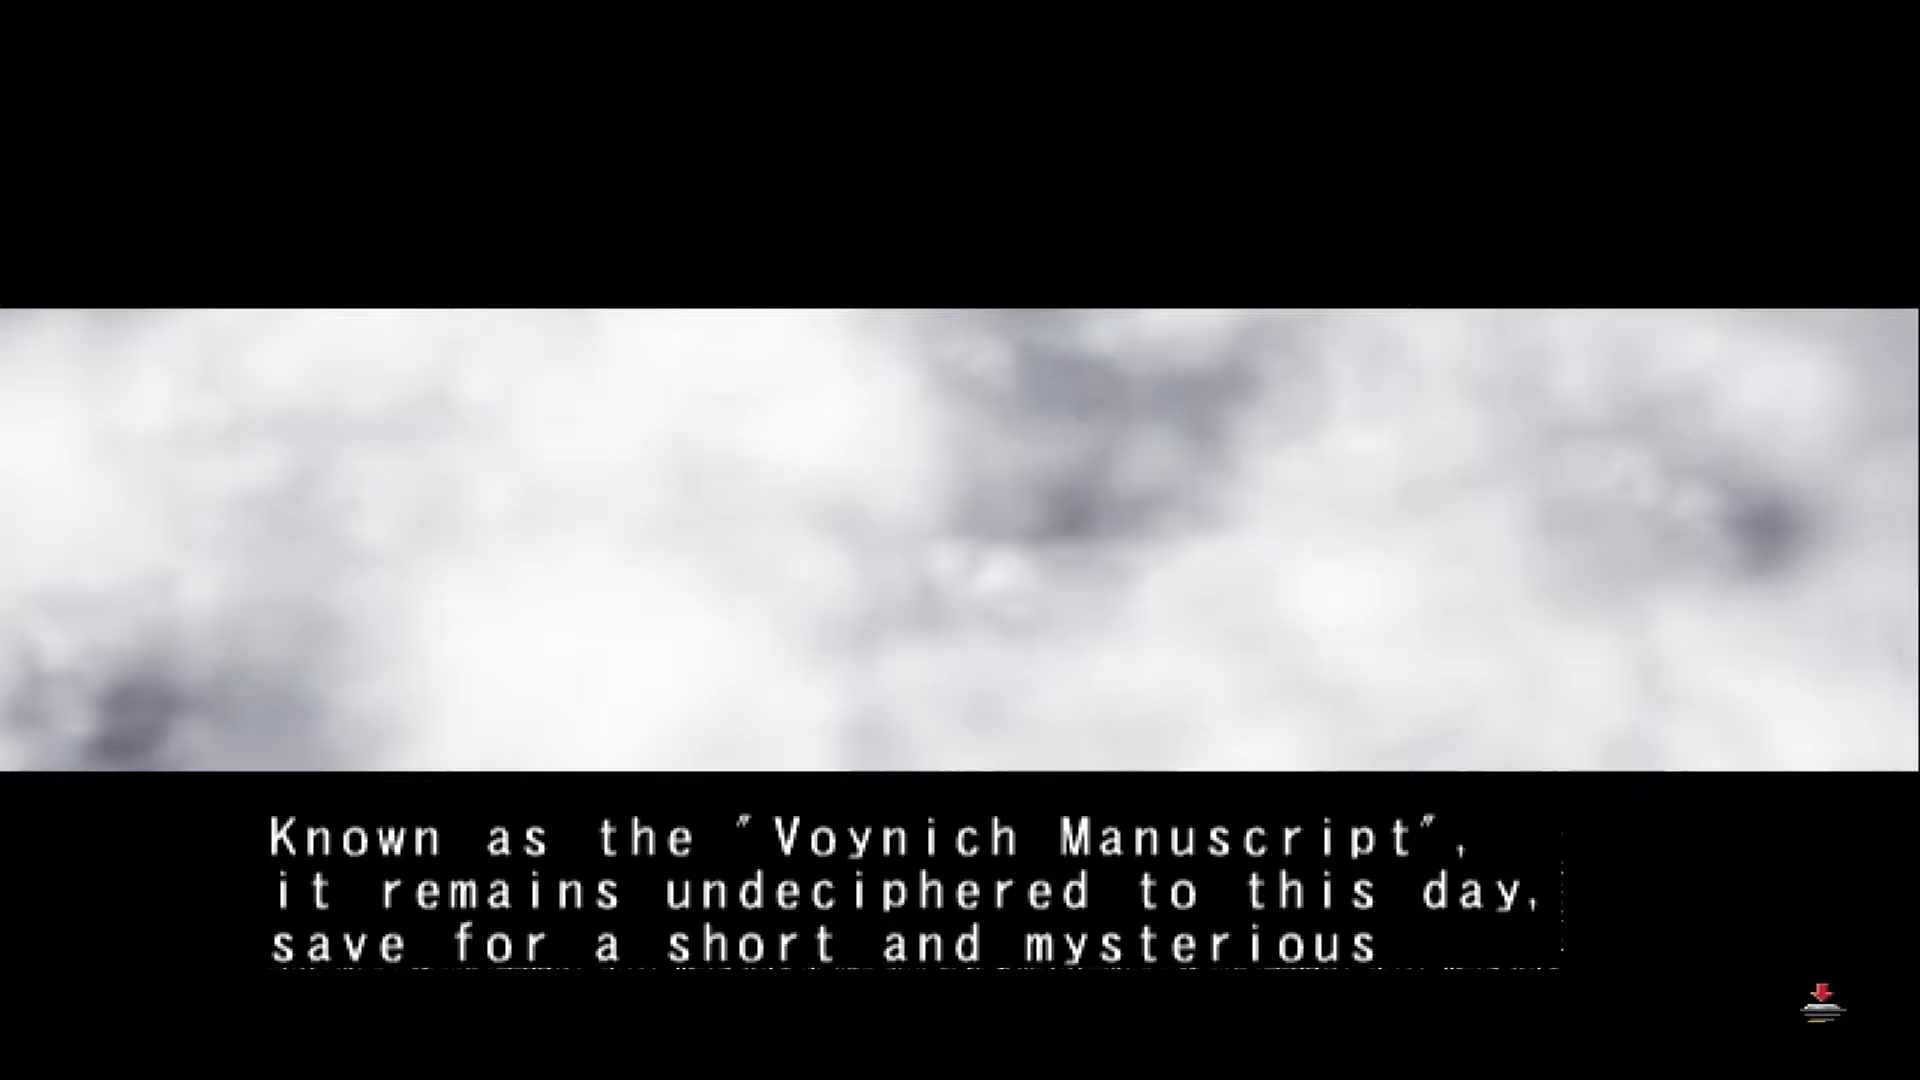 Known as the "Voynich Manuscript",
it remains undeciphered to this day,
save for a short and mysterious